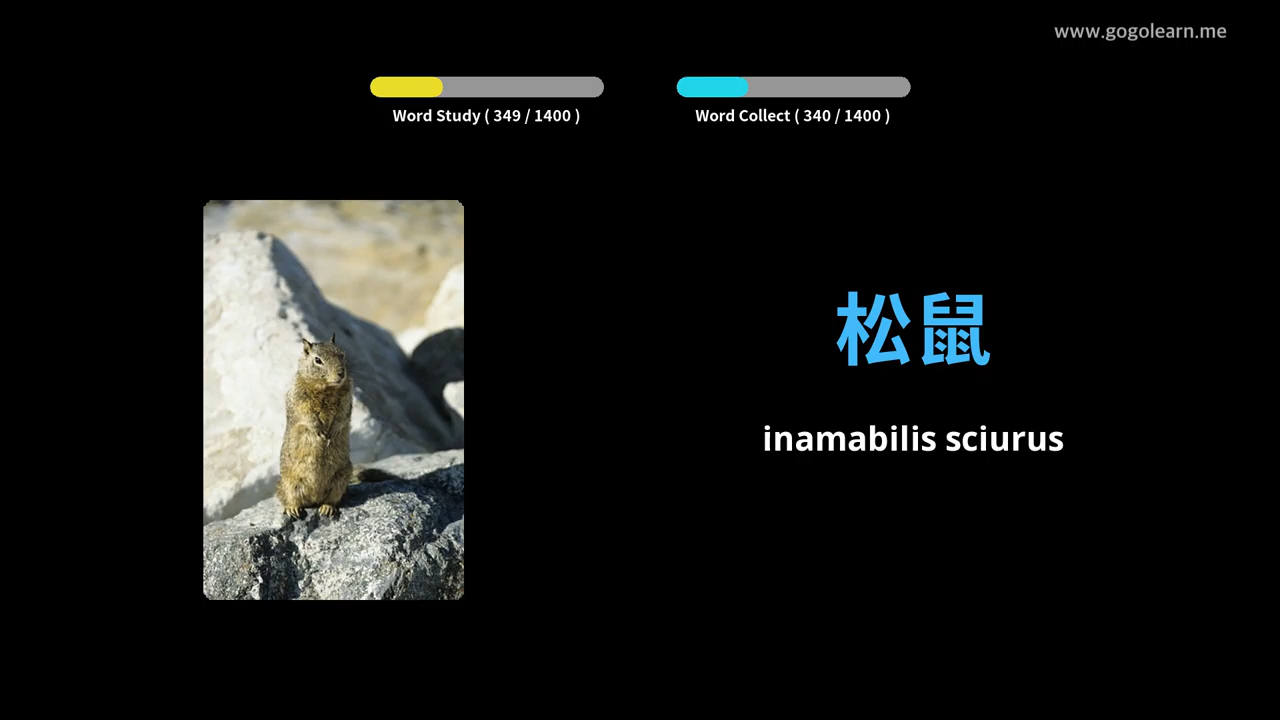 www.gogolearn.me
Word Study ( 349 / 1400 )
Word Collect ( 340 / 1400 )
松鼠
inamabilis sciurus